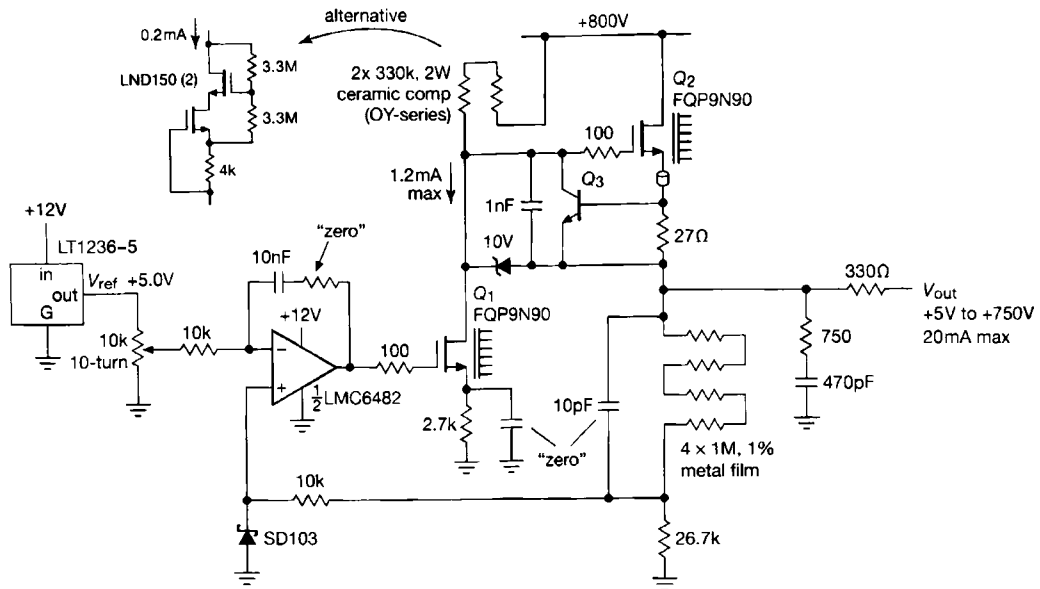 alternative
+800V
0.2mA
3.3M
LND150 (2)
3.3M
4k
2x 330k, 2W
ceramic comp
(OY-series)
Q2
FQP9N90
100
1.2mA
max
Q3
1nF
10V
27Ω
+12V
LT1236-5
in
out
G
Vref +5.0V
10k
10-turn
10k
"zero"
10nF
+12V
−
+
½LMC6482
100
Q1
FQP9N90
2.7k
"zero"
10pF
330Ω
Vout
+5V to +750V
20mA max
750
470pF
4 × 1M, 1%
metal film
10k
SD103
26.7k